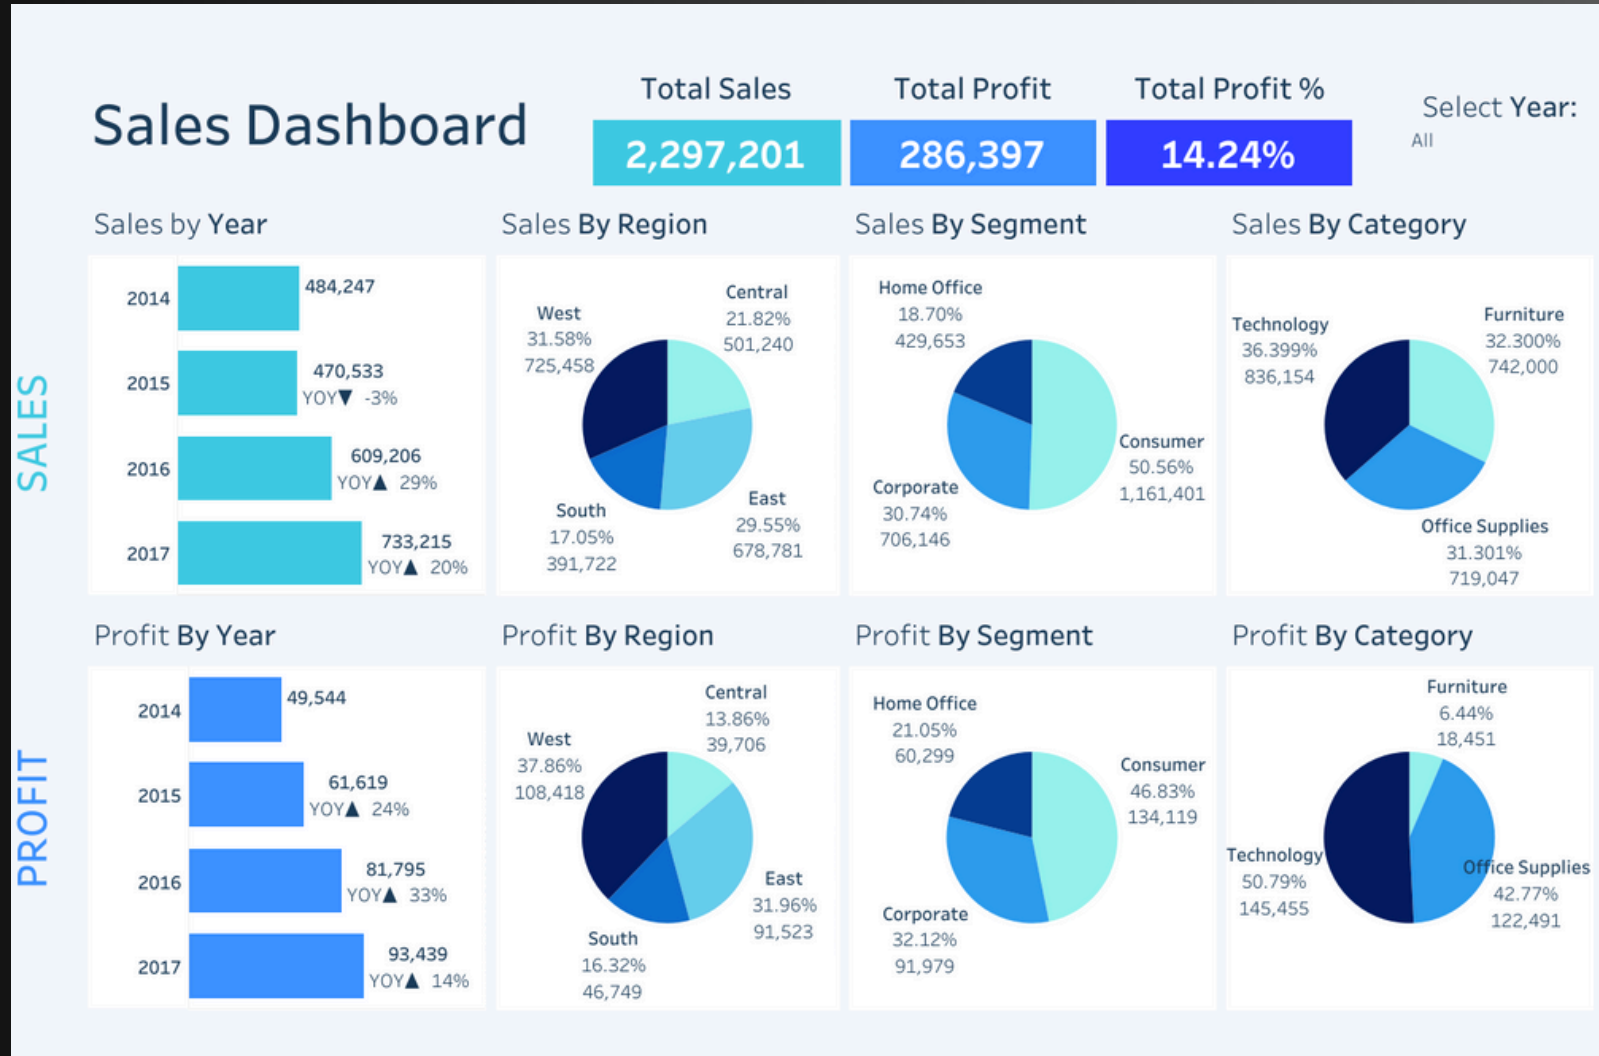 Sales Dashboard
Total Sales
2,297,201
Total Profit
286,397
Total Profit %
14.24%
Select Year:
All
SALES
Sales by Year
2014
484,247
2015
470,533
YOY▼ -3%
2016
609,206
YOY▲ 29%
2017
733,215
YOY▲ 20%
Sales By Region
Central
21.82%
501,240
West
31.58%
725,458
South
17.05%
391,722
East
29.55%
678,781
Sales By Segment
Home Office
18.70%
429,653
Consumer
50.56%
1,161,401
Corporate
30.74%
706,146
Sales By Category
Technology
36.399%
836,154
Furniture
32.300%
742,000
Office Supplies
31.301%
719,047
PROFIT
Profit By Year
2014
49,544
2015
61,619
YOY▲ 24%
2016
81,795
YOY▲ 33%
2017
93,439
YOY▲ 14%
Profit By Region
Central
13.86%
39,706
West
37.86%
108,418
East
31.96%
91,523
South
16.32%
46,749
Profit By Segment
Home Office
21.05%
60,299
Consumer
46.83%
134,119
Corporate
32.12%
91,979
Profit By Category
Furniture
6.44%
18,451
Technology
50.79%
145,455
Office Supplies
42.77%
122,491